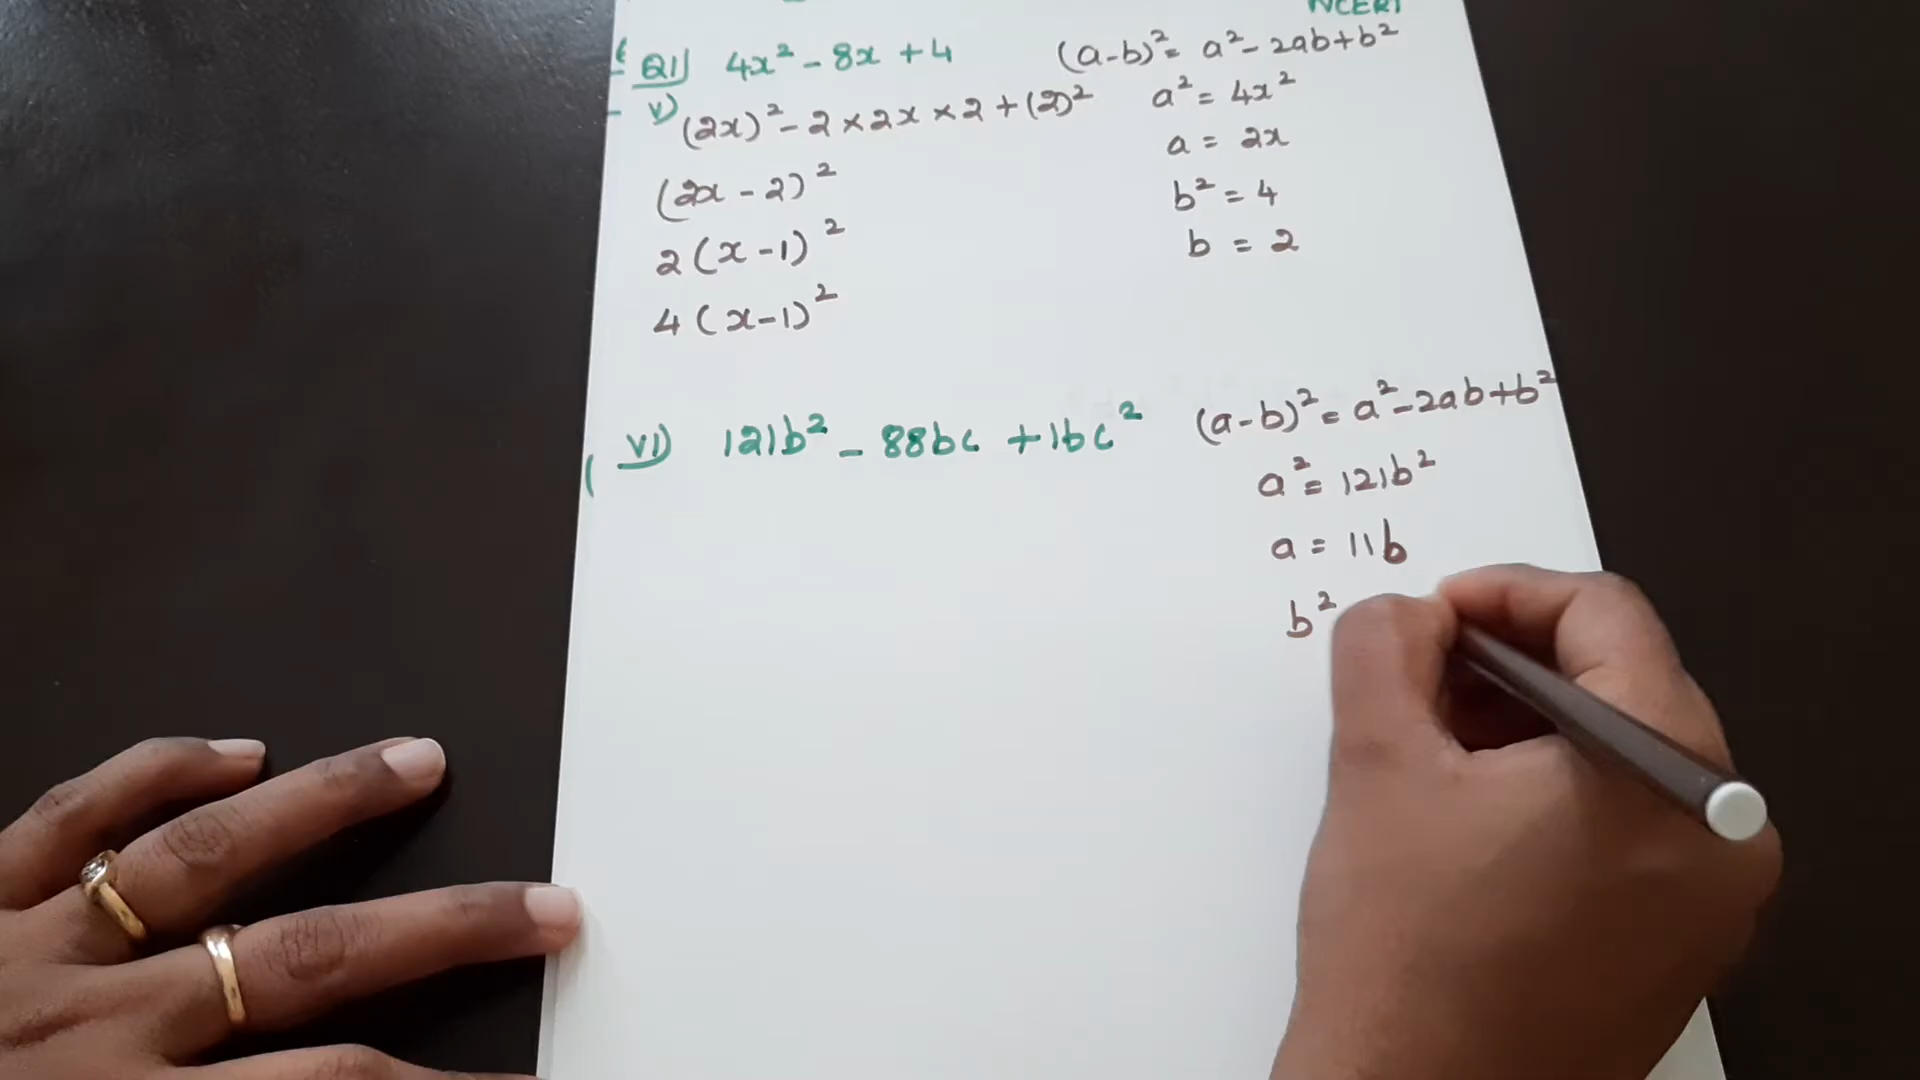 NCERT
Q1) 4x² - 8x + 4
(a-b)² = a² - 2ab + b²
v) (2x)² - 2 × 2x × 2 + (2)²
a² = 4x²
a = 2x
(2x - 2)²
b² = 4
2 (x - 1)²
b = 2
4 (x - 1)²
vi) 121b² - 88bc + 16c²
(a-b)² = a² - 2ab + b²
a² = 121b²
a = 11b
b²